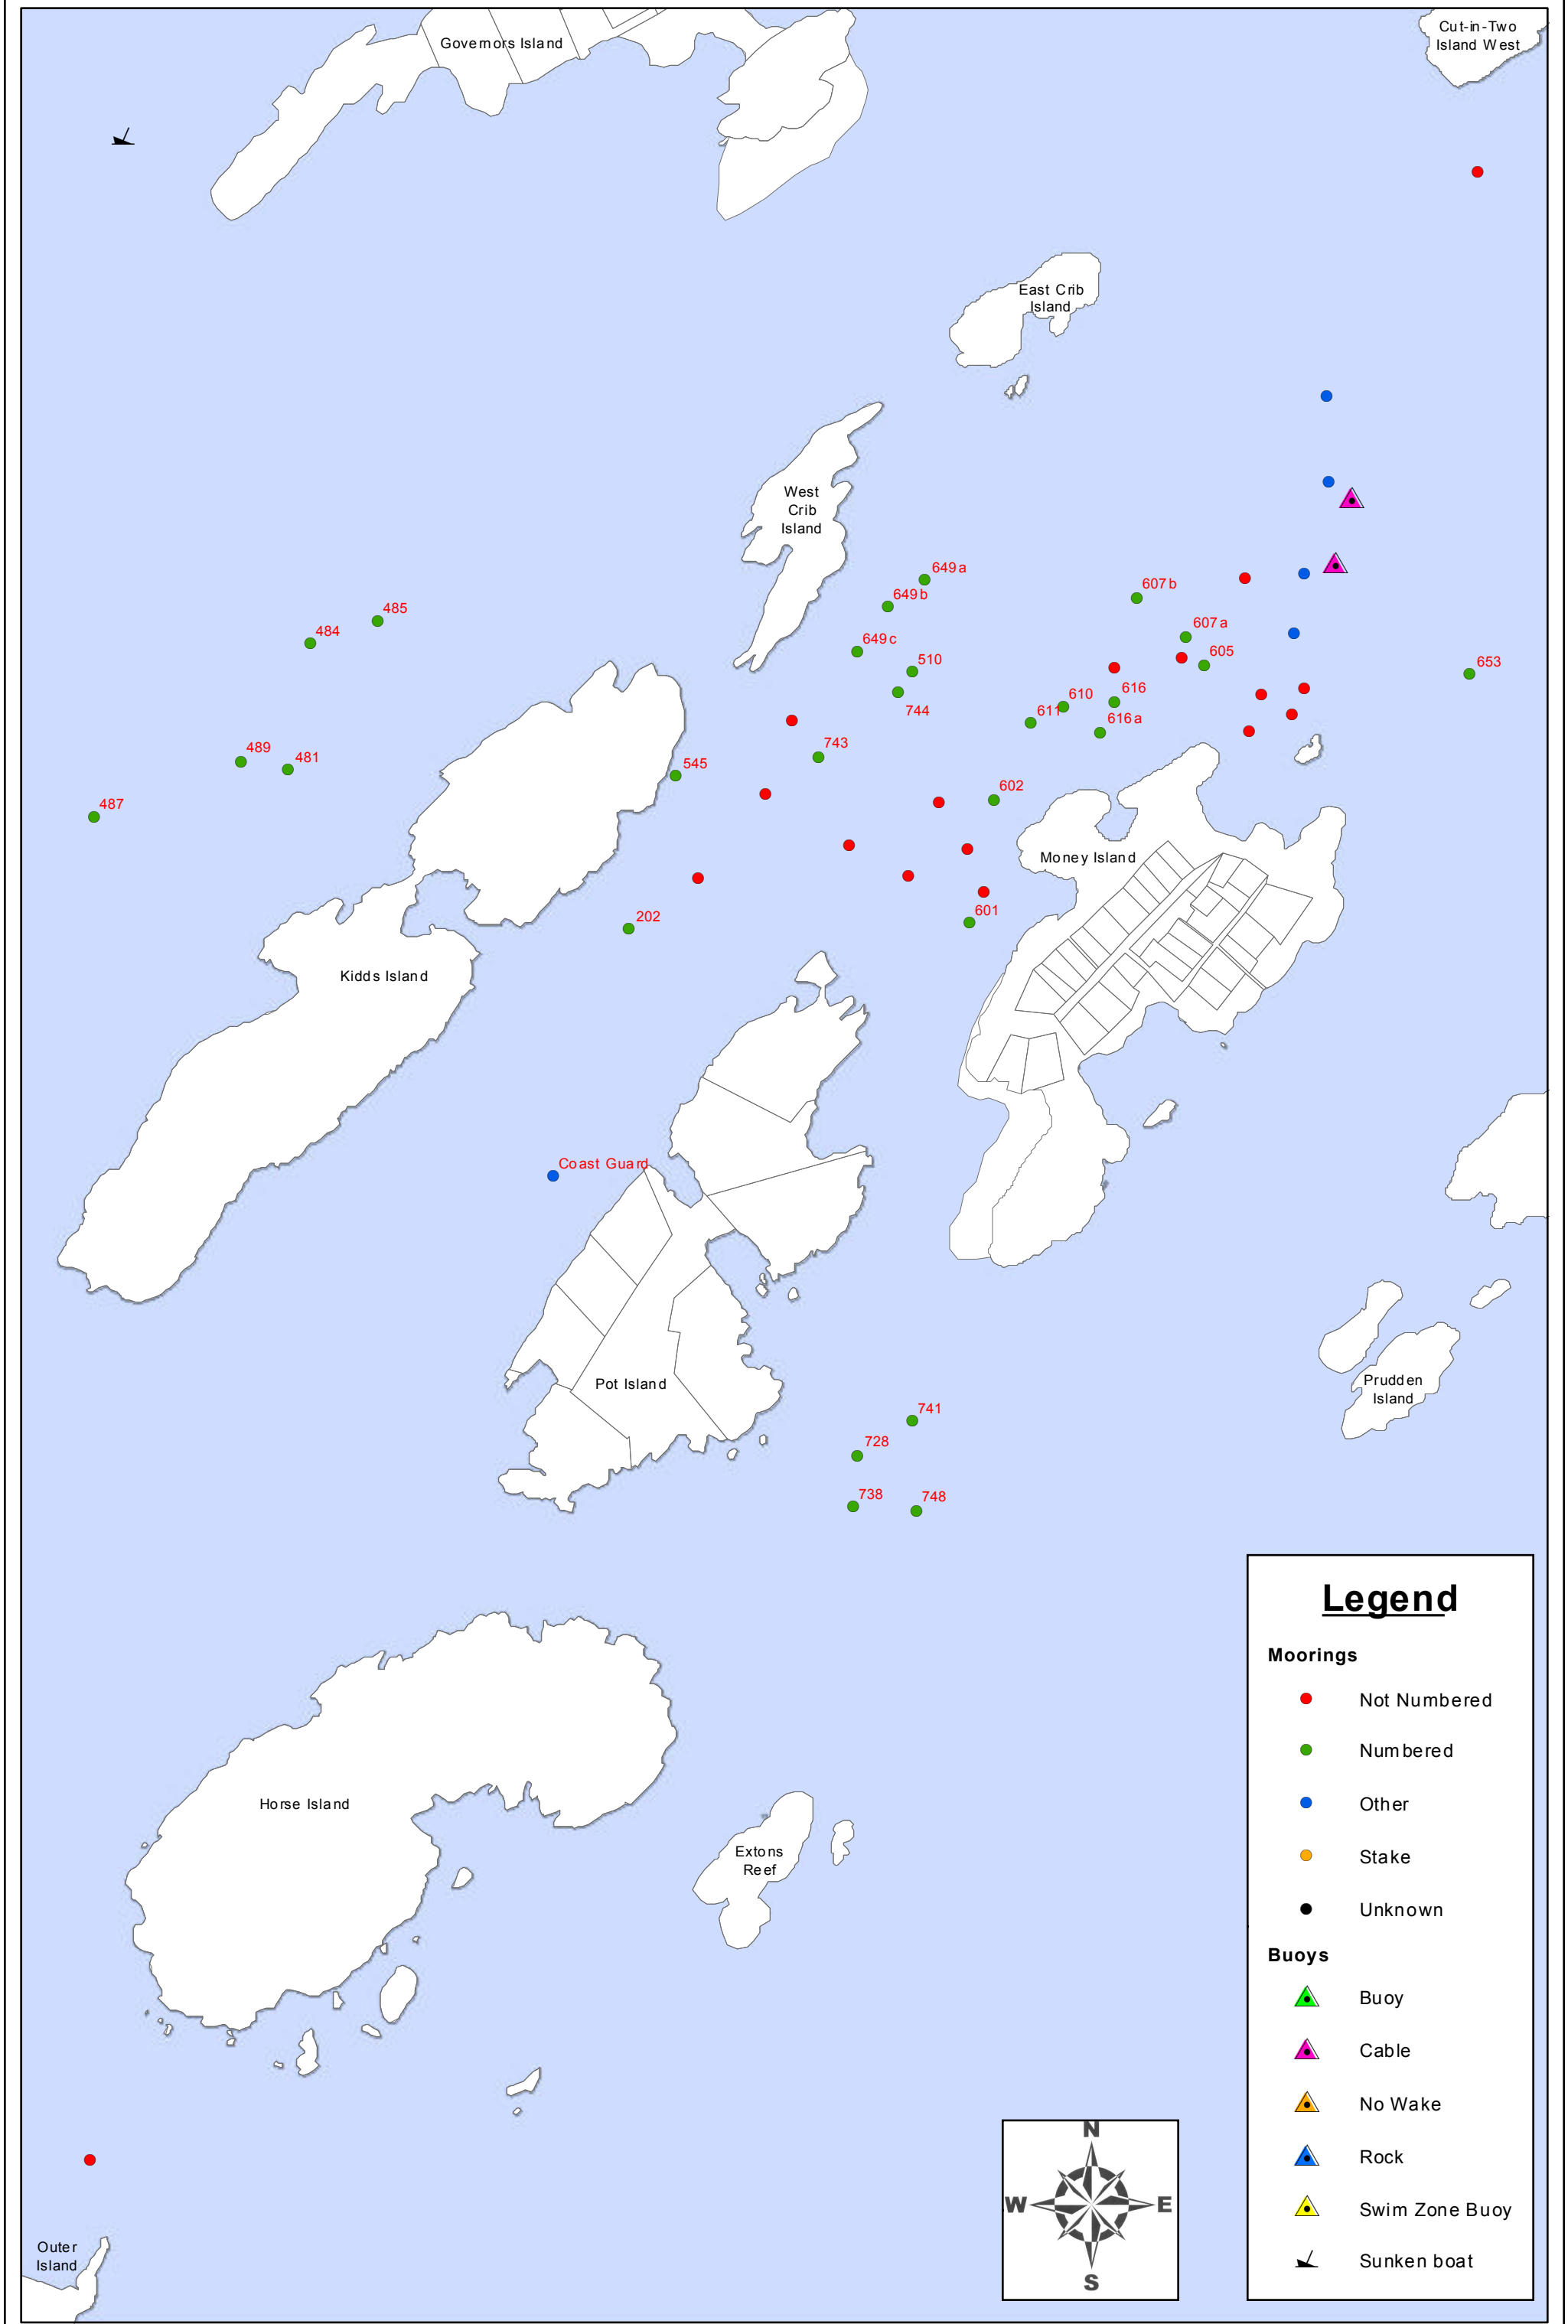 Governors Island
Cut-in-Two
Island West
East Crib
Island
West
Crib
Island
649a
607b
649b
485
607a
484
649c
605
510
653
616
610
744
611
616a
743
489
481
545
602
487
Money Island
601
202
Kidds Island
Coast Guard
Prudden
Island
Pot Island
741
728
738
748
Horse Island
Extons
Reef
Outer
Island
N
W
E
S
Legend
Moorings
Not Numbered
Numbered
Other
Stake
Unknown
Buoys
Buoy
Cable
No Wake
Rock
Swim Zone Buoy
Sunken boat